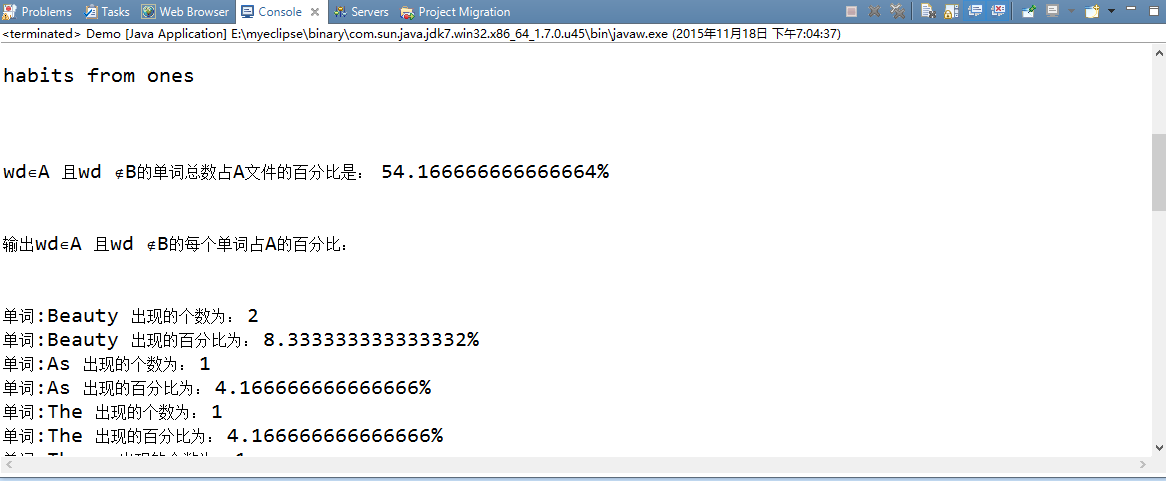 Problems Tasks Web Browser Console Servers Project Migration
<terminated> Demo [Java Application] E:\myeclipse\binary\com.sun.java.jdk7.win32.x86_64_1.7.0.u45\bin\javaw.exe (2015年11月18日 下午7:04:37)
habits from ones
wd∈A 且wd ∉B的单词总数占A文件的百分比是: 54.166666666666664%
输出wd∈A 且wd ∉B的每个单词占A的百分比:
单词:Beauty 出现的个数为: 2
单词:Beauty 出现的百分比为: 8.333333333333332%
单词:As 出现的个数为: 1
单词:As 出现的百分比为: 4.166666666666666%
单词:The 出现的个数为: 1
单词:The 出现的百分比为: 4.166666666666666%